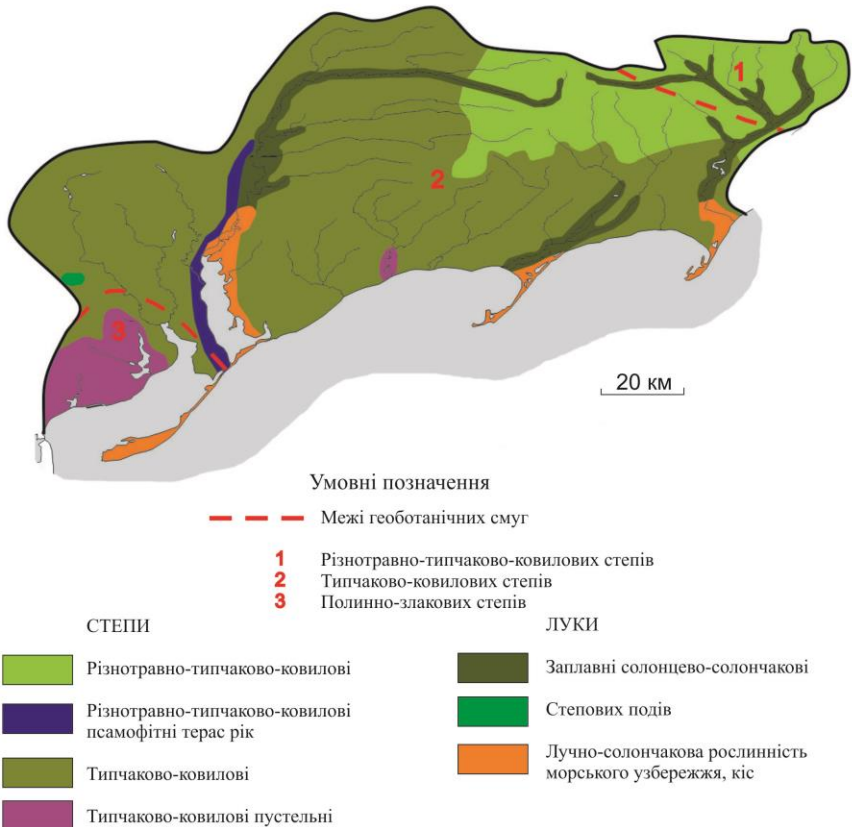 1
2
3
20 км
Умовні позначення
Межі геоботанічних смуг
1 Різнотравно-типчаково-ковилових степів
2 Типчаково-ковилових степів
3 Полинно-злакових степів
СТЕПИ
Різнотравно-типчаково-ковилові
Різнотравно-типчаково-ковилові
псамофітні терас рік
Типчаково-ковилові
Типчаково-ковилові пустельні
ЛУКИ
Заплавні солонцево-солончакові
Степових подів
Лучно-солончакова рослинність
морського узбережжя, кіс